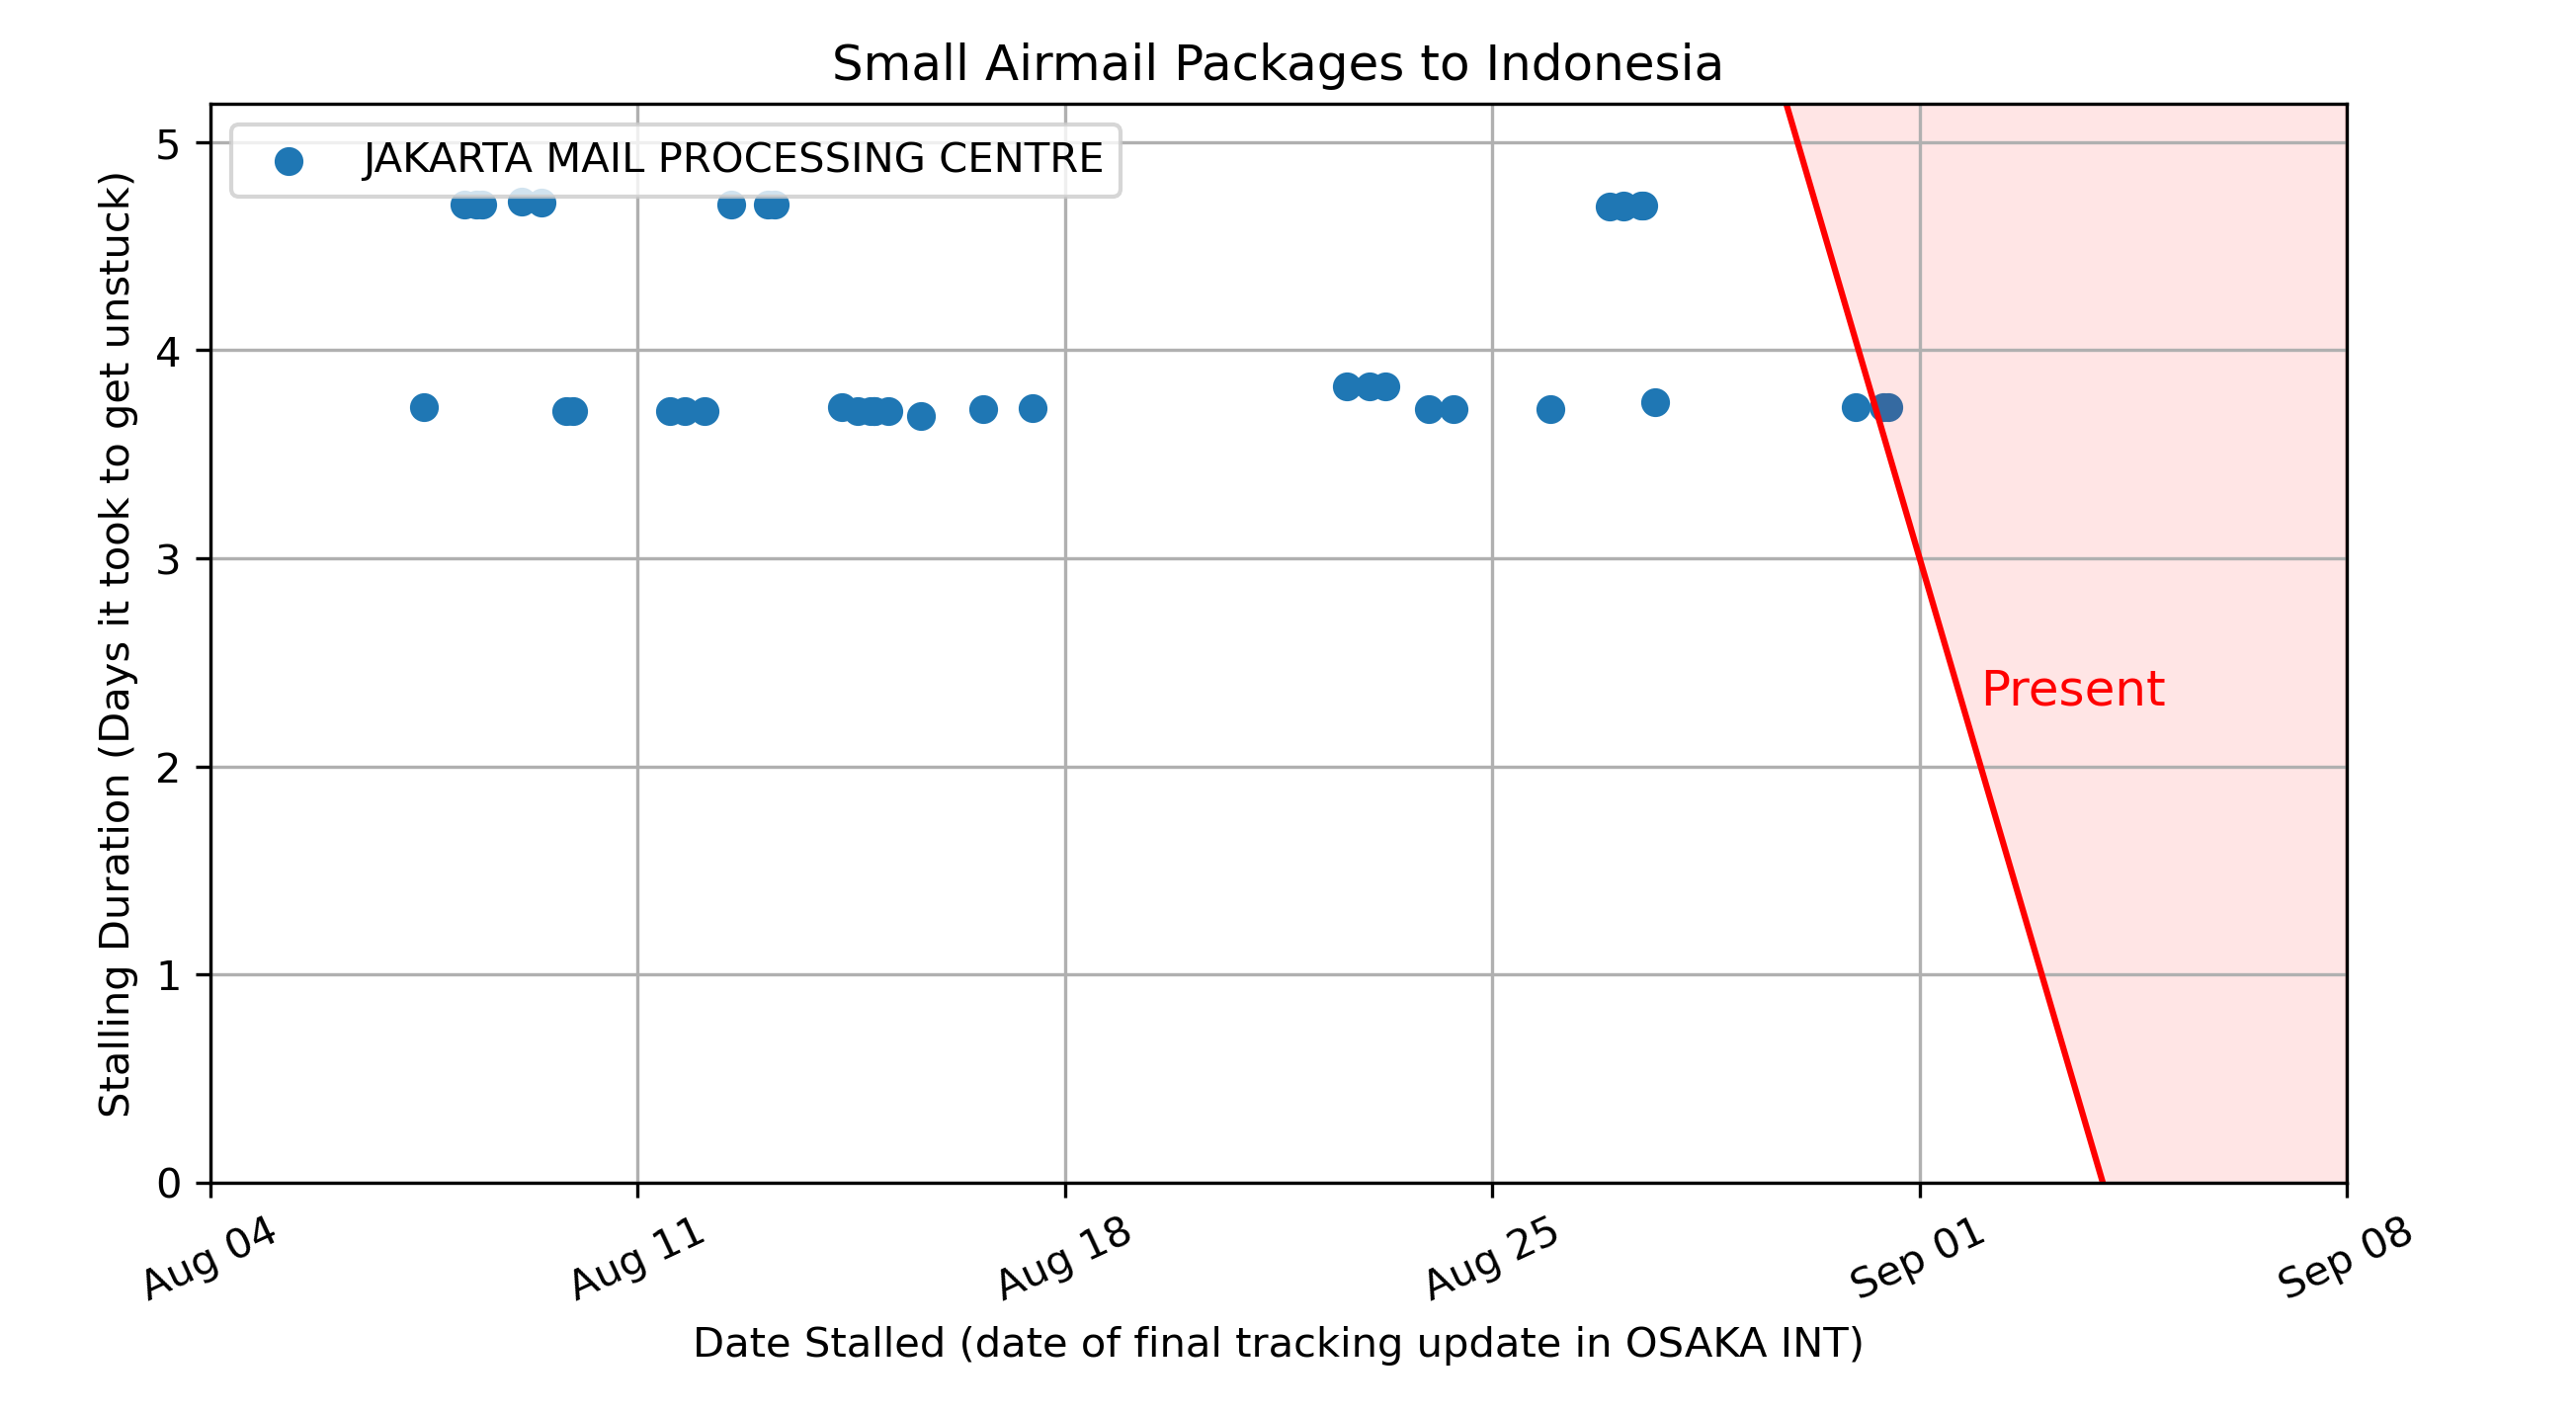 Small Airmail Packages to Indonesia
JAKARTA MAIL PROCESSING CENTRE
Stalling Duration (Days it took to get unstuck)
5
4
3
2
1
0
Present
Aug 04
Aug 11
Aug 18
Aug 25
Sep 01
Sep 08
Date Stalled (date of final tracking update in OSAKA INT)